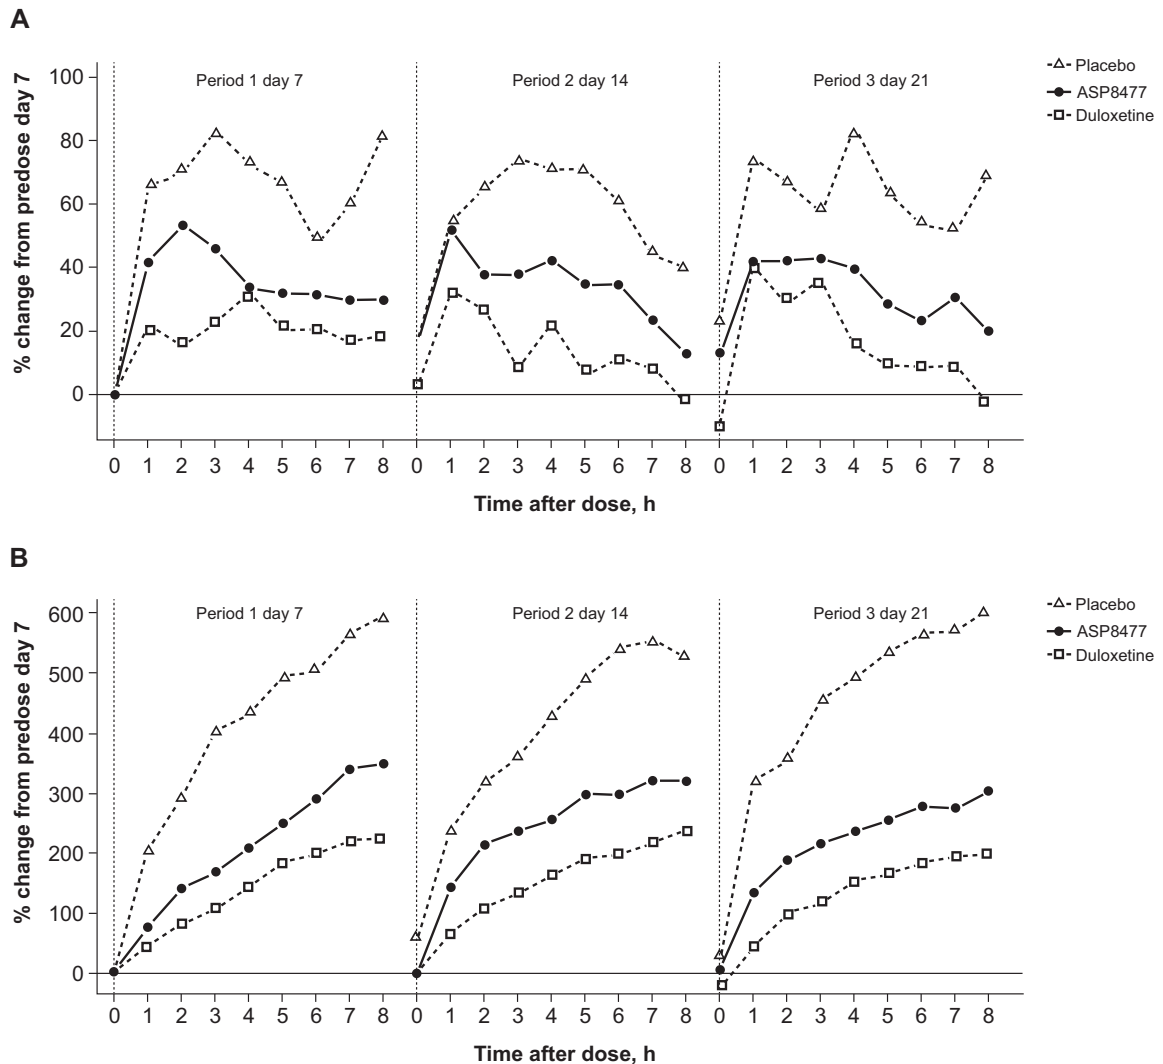 A
% change from predose day 7
100
80
60
40
20
0
Period 1 day 7
Period 2 day 14
Period 3 day 21
Placebo
ASP8477
Duloxetine
0 1 2 3 4 5 6 7 8 0 1 2 3 4 5 6 7 8 0 1 2 3 4 5 6 7 8
Time after dose, h
B
% change from predose day 7
600
500
400
300
200
100
0
Period 1 day 7
Period 2 day 14
Period 3 day 21
Placebo
ASP8477
Duloxetine
0 1 2 3 4 5 6 7 8 0 1 2 3 4 5 6 7 8 0 1 2 3 4 5 6 7 8
Time after dose, h